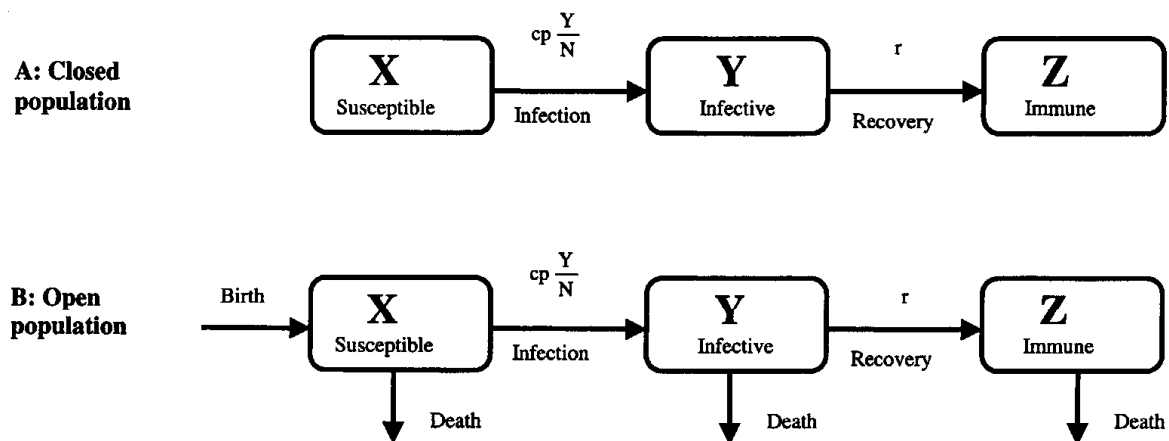 A: Closed
population
cp Y/N
r
X
Susceptible
Infection
Y
Infective
Recovery
Z
Immune
B: Open
population
Birth
cp Y/N
r
X
Susceptible
Infection
Y
Infective
Recovery
Z
Immune
Death
Death
Death